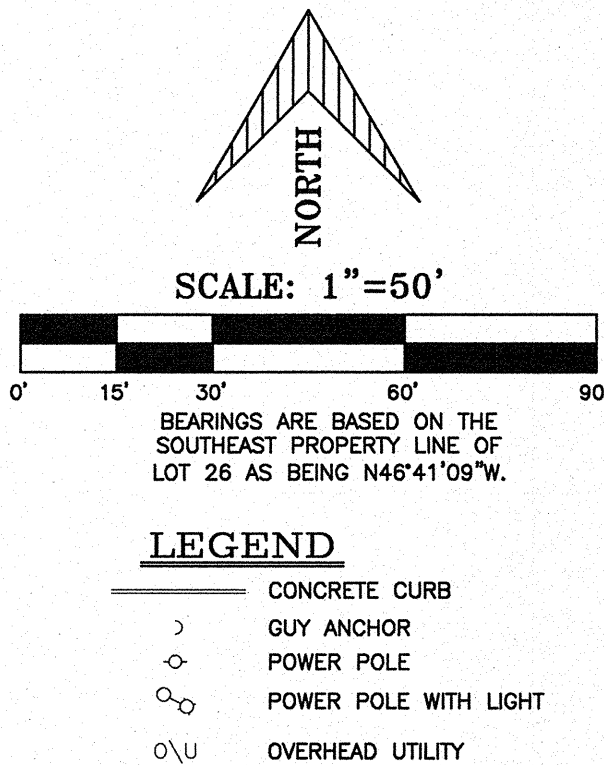 NORTH
SCALE: 1"=50'
0' 15' 30' 60' 90
BEARINGS ARE BASED ON THE
SOUTHEAST PROPERTY LINE OF
LOT 26 AS BEING N46°41'09"W.
LEGEND
CONCRETE CURB
GUY ANCHOR
POWER POLE
POWER POLE WITH LIGHT
O\U OVERHEAD UTILITY